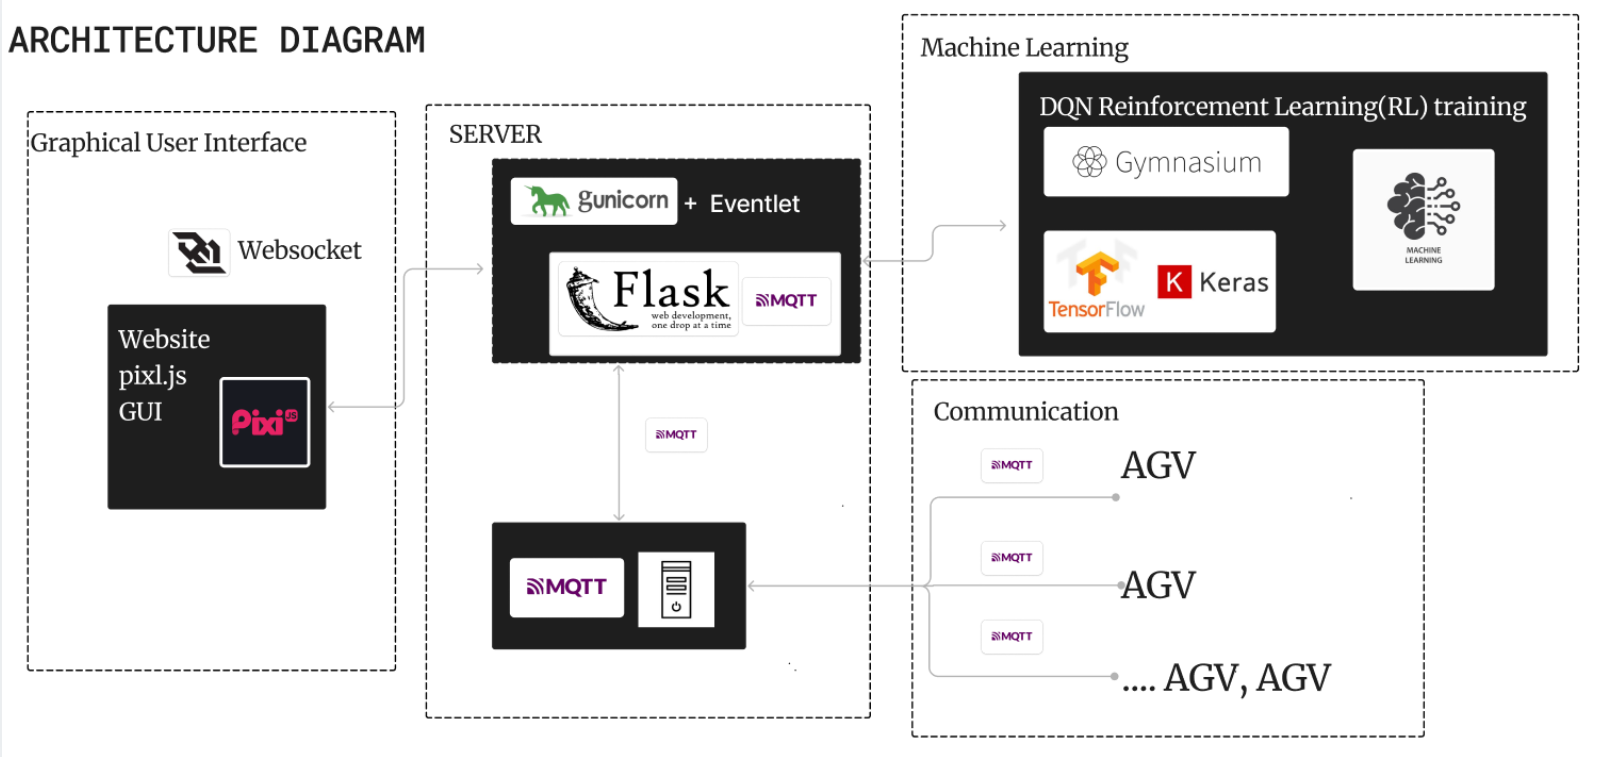 ARCHITECTURE DIAGRAM
Graphical User Interface
Websocket
Website
pixl.js
GUI
Pixi JS
SERVER
gunicorn + Eventlet
Flask
web development,
one drop at a time
MQTT
MQTT
MQTT
Machine Learning
DQN Reinforcement Learning(RL) training
Gymnasium
TensorFlow
K Keras
MACHINE
LEARNING
Communication
MQTT
AGV
MQTT
AGV
MQTT
.... AGV, AGV